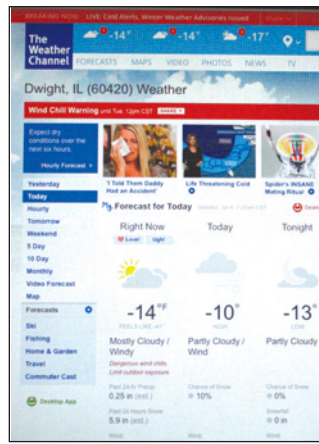 BREAKING NOW LIVE: Cold Alerts, Winter Weather Advisories Issued
The Weather Channel
-14° -14° -17°
FORECASTS MAPS VIDEO PHOTOS NEWS TV
Dwight, IL (60420) Weather
Wind Chill Warning until Tue, 12pm CST
Expect dry
conditions over the
next six hours.
Hourly Forecast >
'I Told Them Daddy
Had an Accident'
Life Threatening Cold
Spider's INSANE
Mating Ritual
Yesterday
Today
Hourly
Tomorrow
Weekend
5 Day
10 Day
Monthly
Video Forecast
Map
Forecasts
Ski
Fishing
Home & Garden
Travel
Commuter Cast
Desktop App
My Forecast for Today
Right Now Today Tonight
Love! Ugh!
-14°F -10° -13°
FEELS LIKE HIGH LOW
Mostly Cloudy /
Windy
Partly Cloudy /
Wind
Partly Cloudy
Dangerous wind chills.
Limit outdoor exposure.
Past 24-hr Precip
0.25 in (est.)
Chance of Snow
10%
Chance of Snow
0%
Past 24 Hours Snow
5.9 in (est.)
Snowfall
0 in
Wind Wind Wind